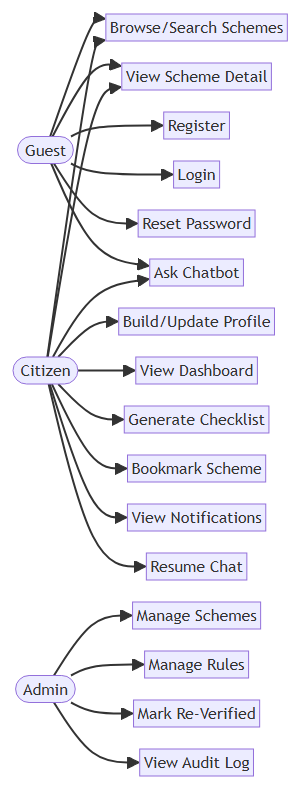 Browse/Search Schemes
View Scheme Detail
Register
Guest
Login
Reset Password
Ask Chatbot
Build/Update Profile
Citizen
View Dashboard
Generate Checklist
Bookmark Scheme
View Notifications
Resume Chat
Manage Schemes
Manage Rules
Admin
Mark Re-Verified
View Audit Log